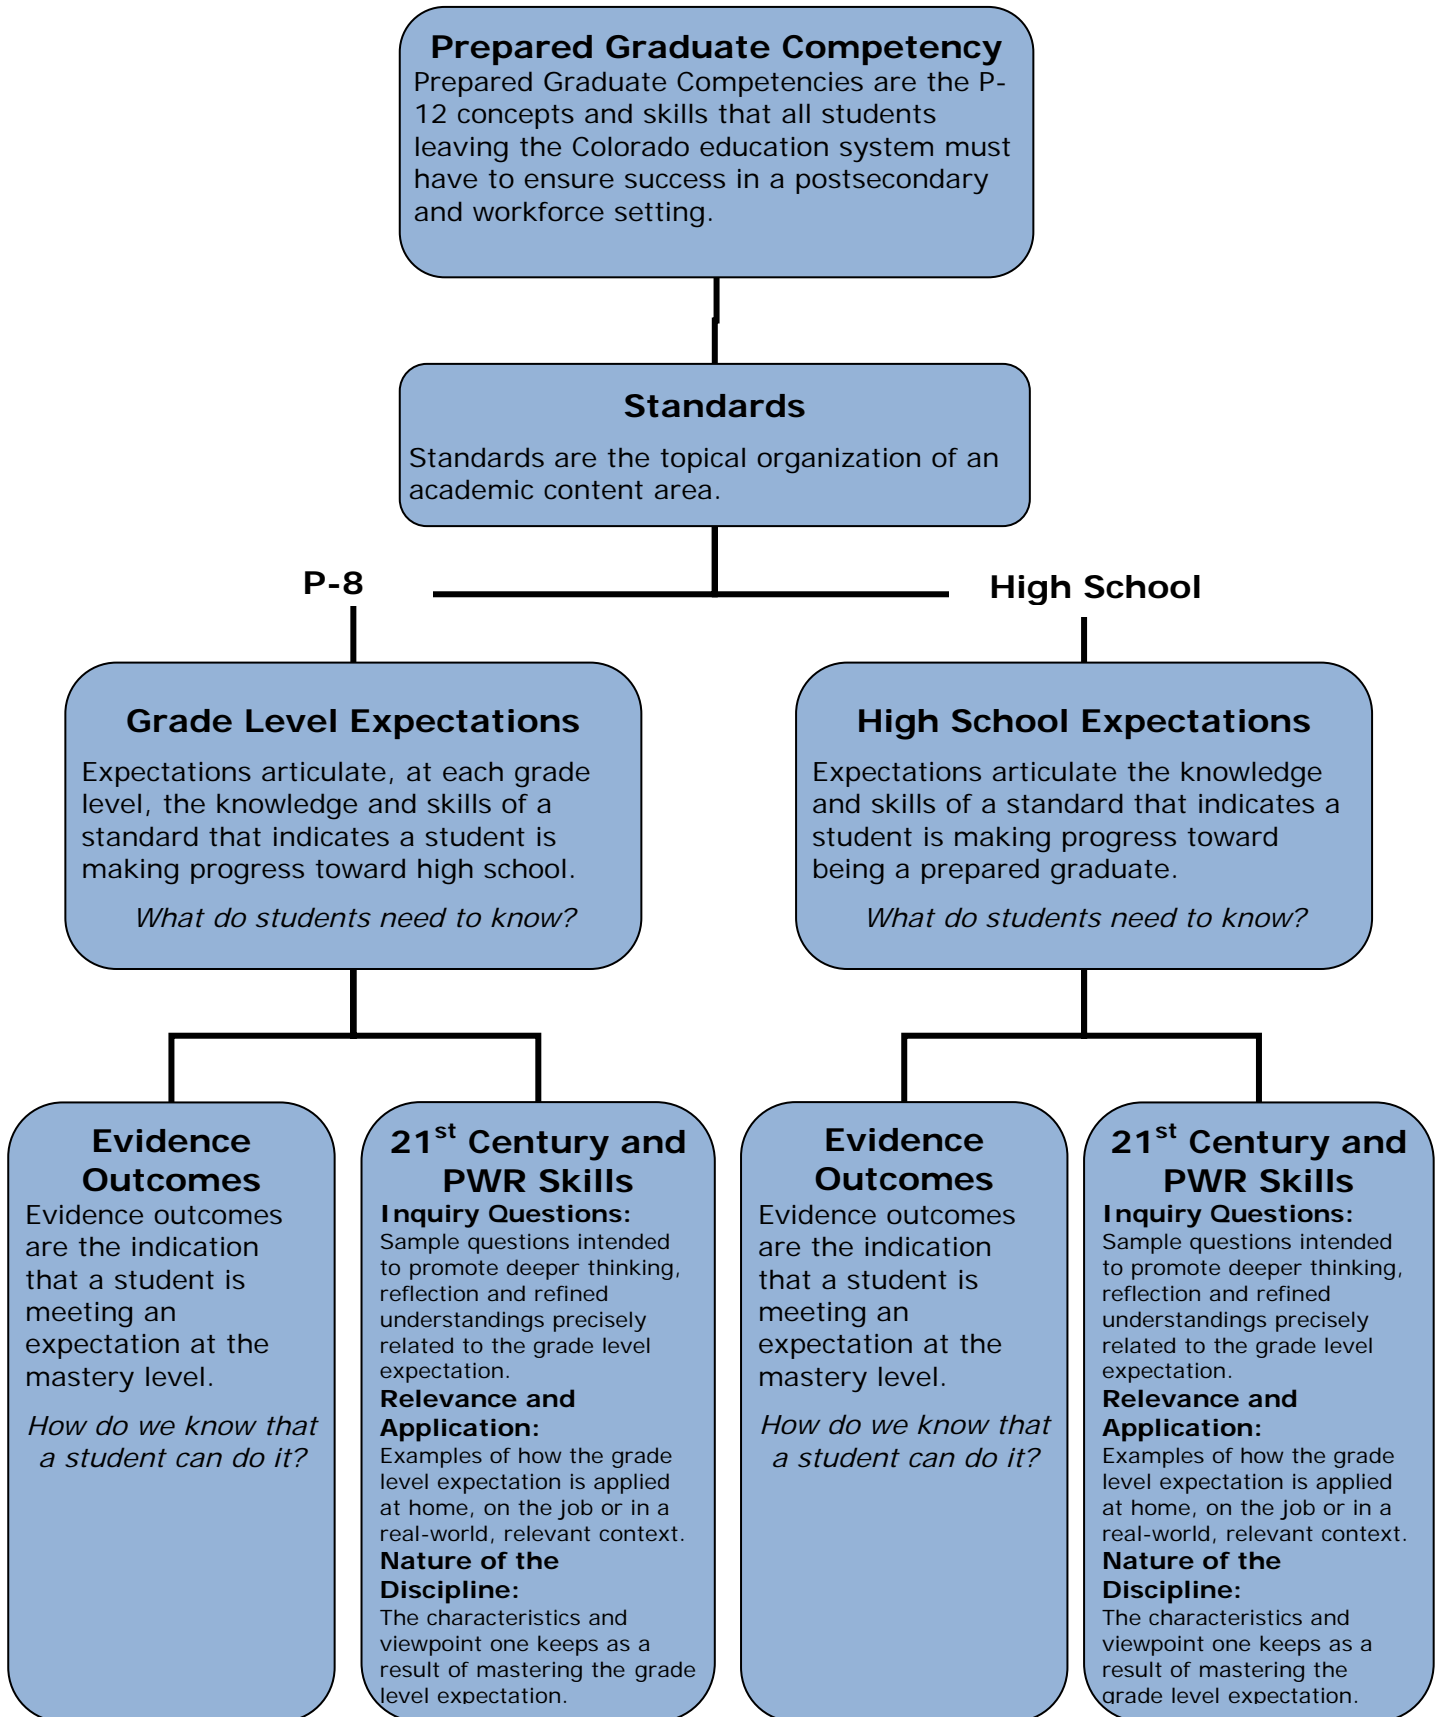 Prepared Graduate Competency
Prepared Graduate Competencies are the P-
12 concepts and skills that all students
leaving the Colorado education system must
have to ensure success in a postsecondary
and workforce setting.
Standards
Standards are the topical organization of an
academic content area.
P-8
High School
Grade Level Expectations
Expectations articulate, at each grade
level, the knowledge and skills of a
standard that indicates a student is
making progress toward high school.
What do students need to know?
High School Expectations
Expectations articulate the knowledge
and skills of a standard that indicates a
student is making progress toward
being a prepared graduate.
What do students need to know?
Evidence
Outcomes
Evidence outcomes
are the indication
that a student is
meeting an
expectation at the
mastery level.
How do we know that
a student can do it?
21st Century and
PWR Skills
Inquiry Questions:
Sample questions intended
to promote deeper thinking,
reflection and refined
understandings precisely
related to the grade level
expectation.
Relevance and
Application:
Examples of how the grade
level expectation is applied
at home, on the job or in a
real-world, relevant context.
Nature of the
Discipline:
The characteristics and
viewpoint one keeps as a
result of mastering the grade
level expectation.
Evidence
Outcomes
Evidence outcomes
are the indication
that a student is
meeting an
expectation at the
mastery level.
How do we know that
a student can do it?
21st Century and
PWR Skills
Inquiry Questions:
Sample questions intended
to promote deeper thinking,
reflection and refined
understandings precisely
related to the grade level
expectation.
Relevance and
Application:
Examples of how the grade
level expectation is applied
at home, on the job or in a
real-world, relevant context.
Nature of the
Discipline:
The characteristics and
viewpoint one keeps as a
result of mastering the
grade level expectation.